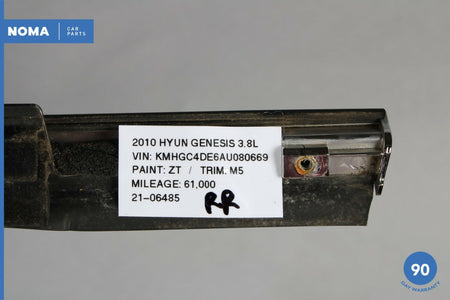 NOMA CAR
PARTS
2010 HYUN GENESIS 3.8L
VIN: KMHGC4DE6AU080669
PAINT: ZT / TRIM. M5
MILEAGE: 61,000
21-06485 RR
90
DAY WARRANTY